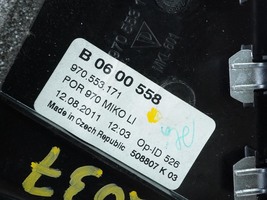 B 06 00 558
970.553.171
POR 970 MIKO LI
12.08.2011 12:03 Op-ID 526
Made in Czech Republic 508807 K 03